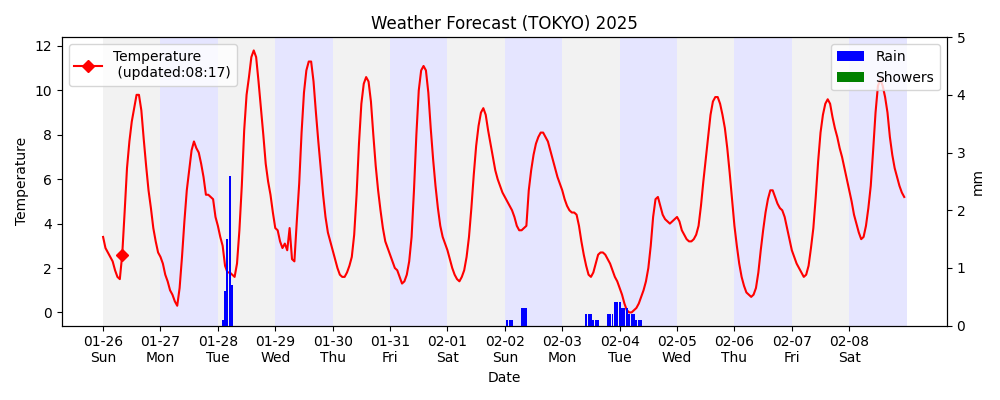 Weather Forecast (TOKYO) 2025
Temperature
(updated:08:17)
Rain
Showers
Temperature
12
10
8
6
4
2
0
5
4
3
2
1
0
mm
01-26 01-27 01-28 01-29 01-30 01-31 02-01 02-02 02-03 02-04 02-05 02-06 02-07 02-08
Sun Mon Tue Wed Thu Fri Sat Sun Mon Tue Wed Thu Fri Sat
Date